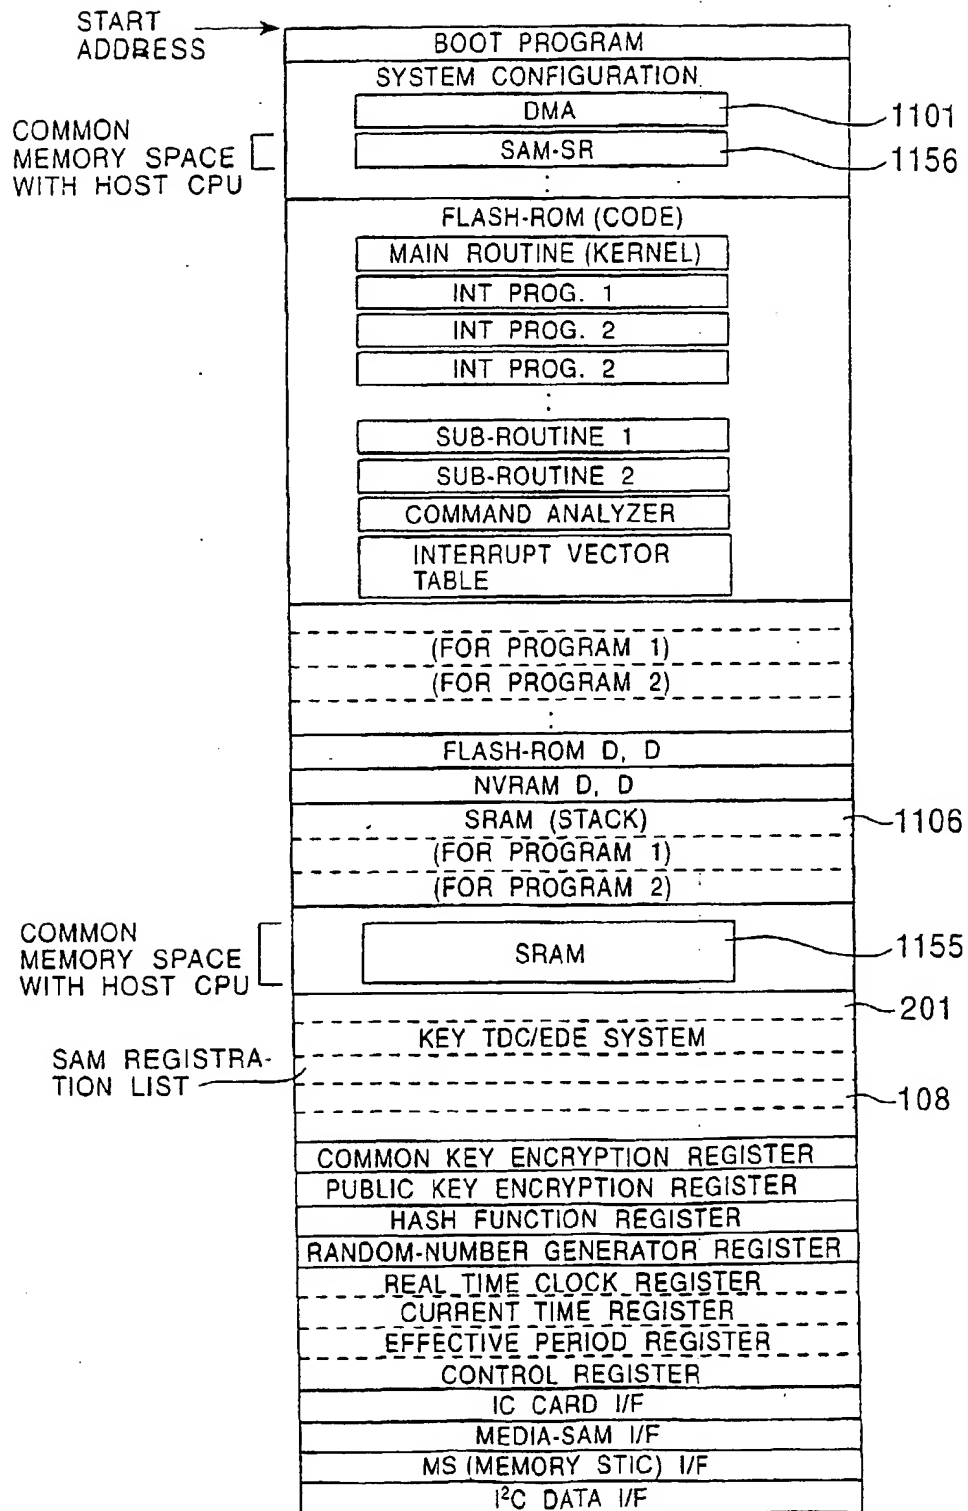 START
ADDRESS
BOOT PROGRAM
SYSTEM CONFIGURATION
DMA
1101
COMMON
MEMORY SPACE
WITH HOST CPU
SAM-SR
1156
FLASH-ROM (CODE)
MAIN ROUTINE (KERNEL)
INT PROG. 1
INT PROG. 2
INT PROG. 2
SUB-ROUTINE 1
SUB-ROUTINE 2
COMMAND ANALYZER
INTERRUPT VECTOR
TABLE
(FOR PROGRAM 1)
(FOR PROGRAM 2)
FLASH-ROM D, D
NVRAM D, D
SRAM (STACK)
1106
(FOR PROGRAM 1)
(FOR PROGRAM 2)
COMMON
MEMORY SPACE
WITH HOST CPU
SRAM
1155
201
KEY TDC/EDE SYSTEM
SAM REGISTRA-
TION LIST
108
COMMON KEY ENCRYPTION REGISTER
PUBLIC KEY ENCRYPTION REGISTER
HASH FUNCTION REGISTER
RANDOM-NUMBER GENERATOR REGISTER
REAL TIME CLOCK REGISTER
CURRENT TIME REGISTER
EFFECTIVE PERIOD REGISTER
CONTROL REGISTER
IC CARD I/F
MEDIA-SAM I/F
MS (MEMORY STIC) I/F
I²C DATA I/F